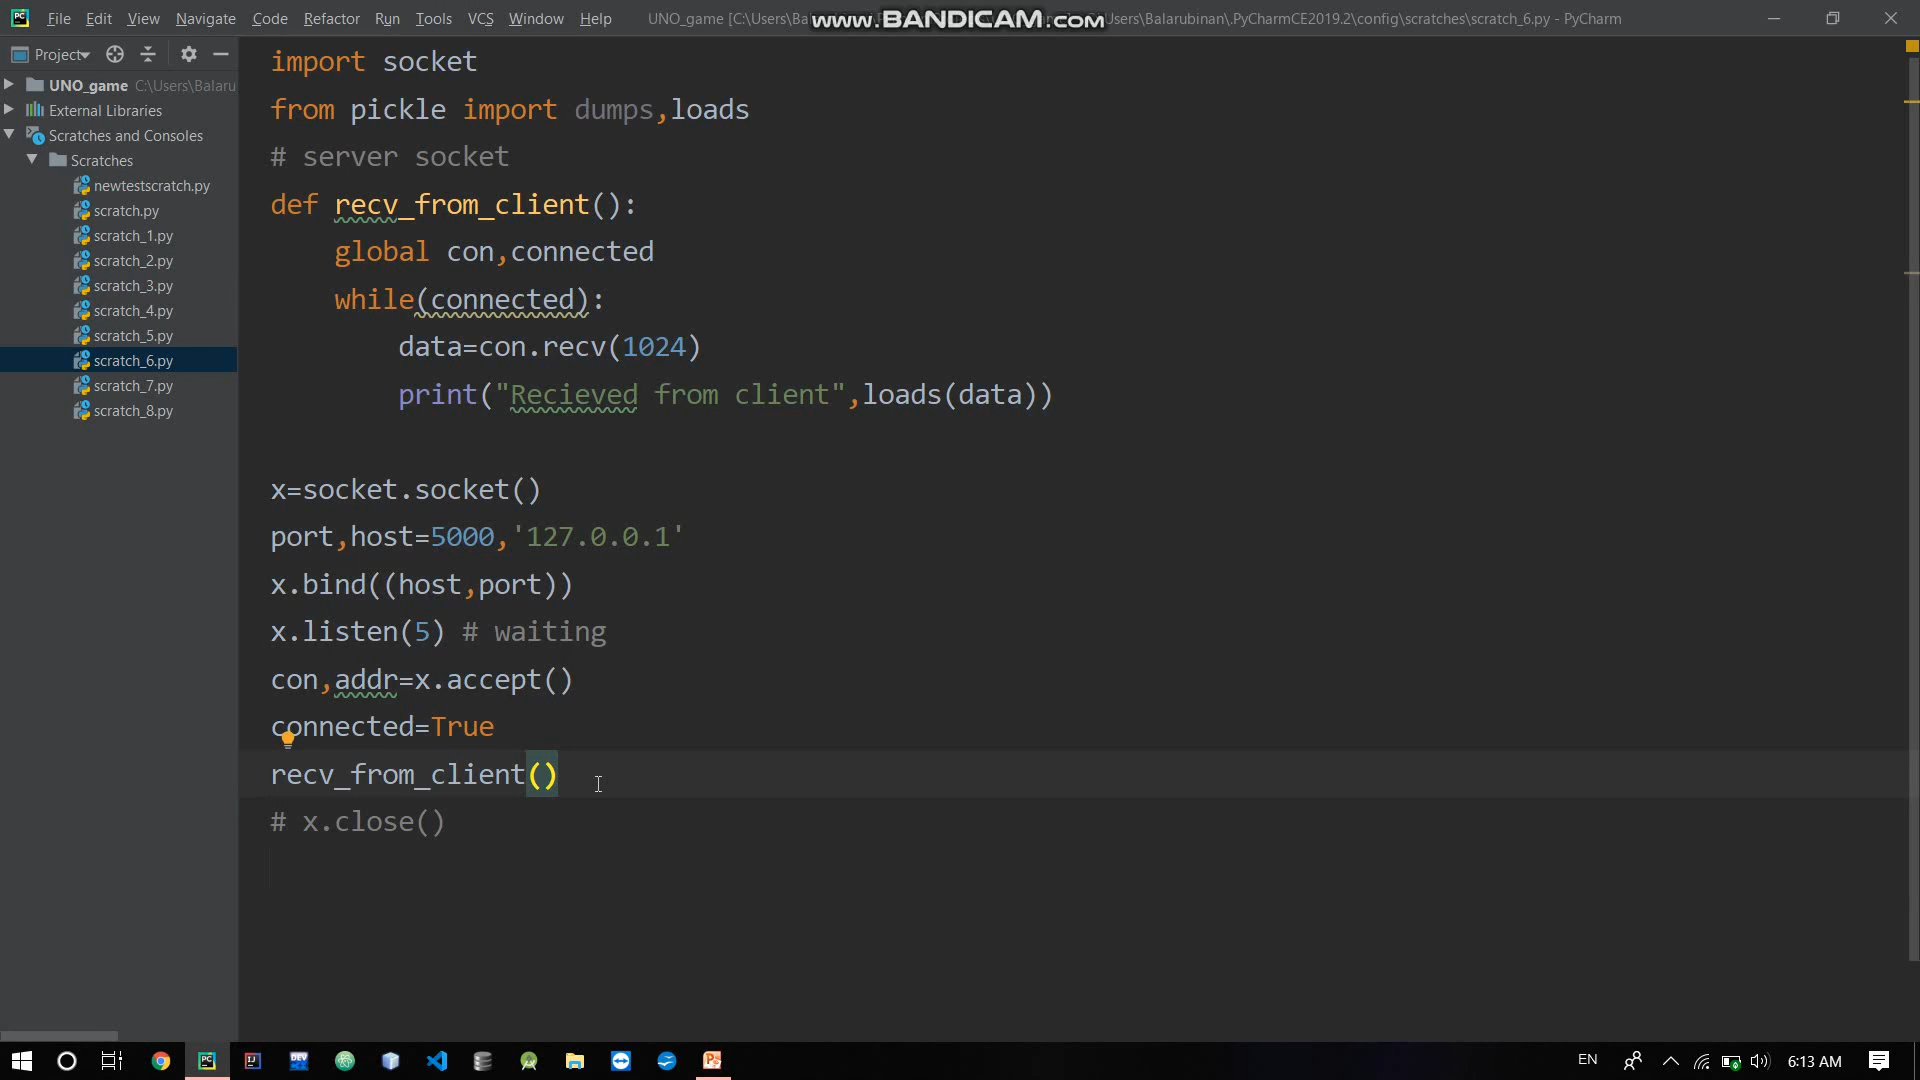 PC File Edit View Navigate Code Refactor Run Tools VCS Window Help
UNO_game [C:\Users\Ba
www.BANDICAM.com
Users\Balarubinan\.PyCharmCE2019.2\config\scratches\scratch_6.py - PyCharm
Project
UNO_game C:\Users\Balaru
External Libraries
Scratches and Consoles
Scratches
newtestscratch.py
scratch.py
scratch_1.py
scratch_2.py
scratch_3.py
scratch_4.py
scratch_5.py
scratch_6.py
scratch_7.py
scratch_8.py
import socket
from pickle import dumps,loads
# server socket
def recv_from_client():
global con,connected
while(connected):
data=con.recv(1024)
print("Recieved from client",loads(data))
x=socket.socket()
port,host=5000,'127.0.0.1'
x.bind((host,port))
x.listen(5) # waiting
con,addr=x.accept()
connected=True
recv_from_client()
# x.close()
PC
IJ
DEV
EN
6:13 AM